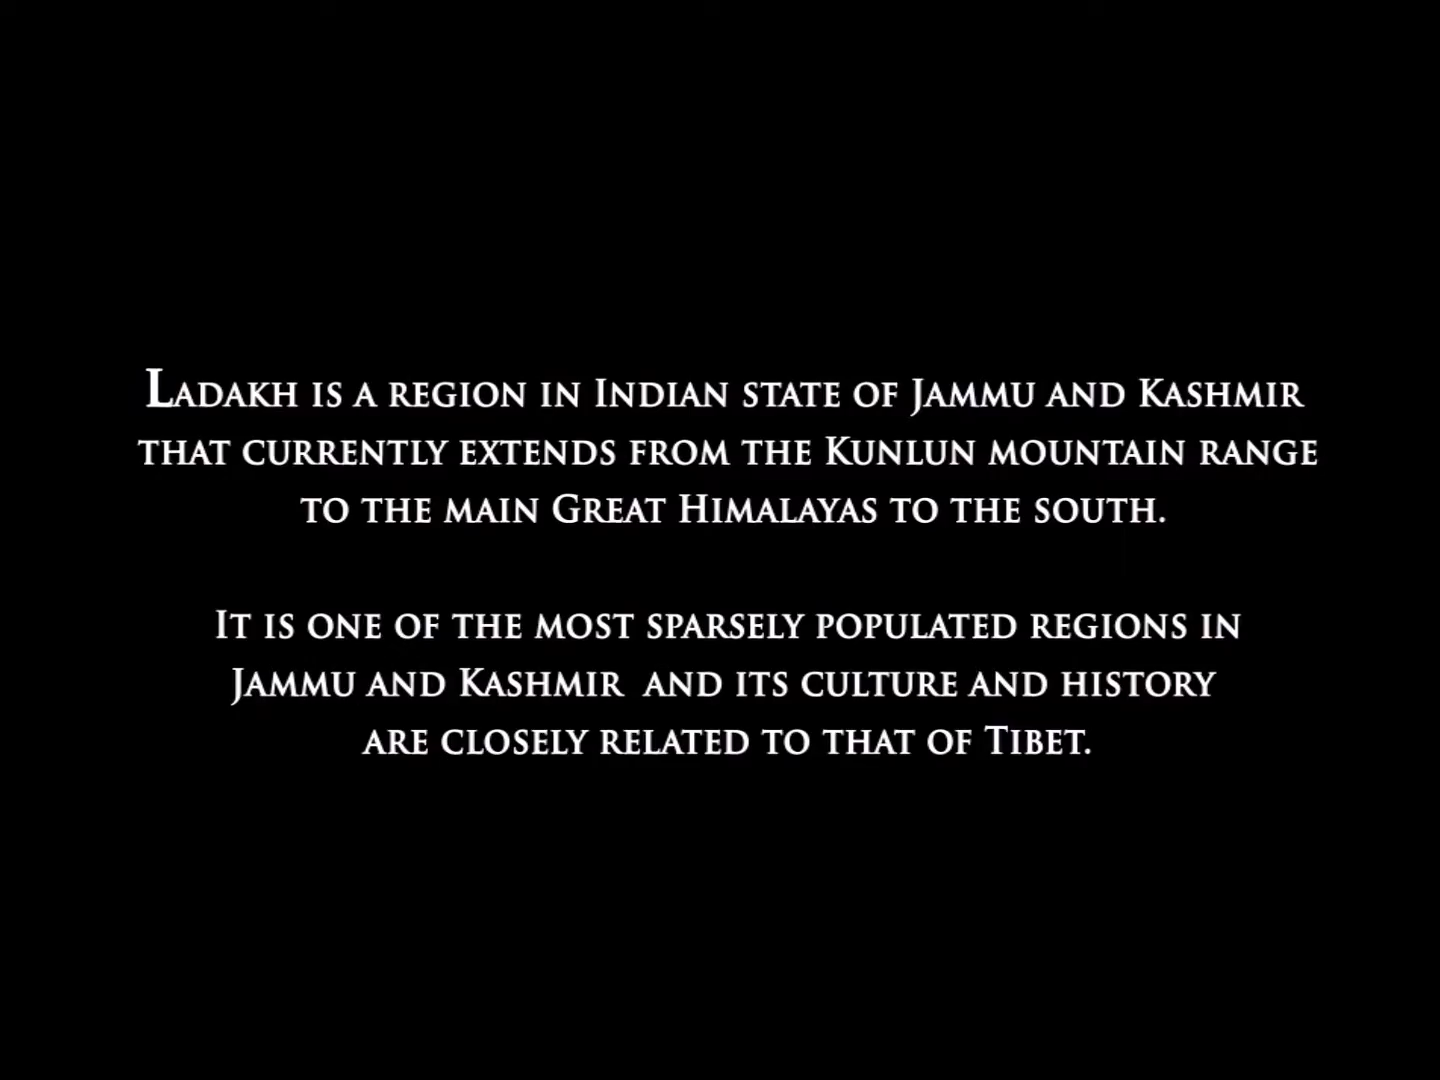 Ladakh is a region in Indian state of Jammu and Kashmir
that currently extends from the Kunlun mountain range
to the main Great Himalayas to the south.
It is one of the most sparsely populated regions in
Jammu and Kashmir  and its culture and history
are closely related to that of Tibet.